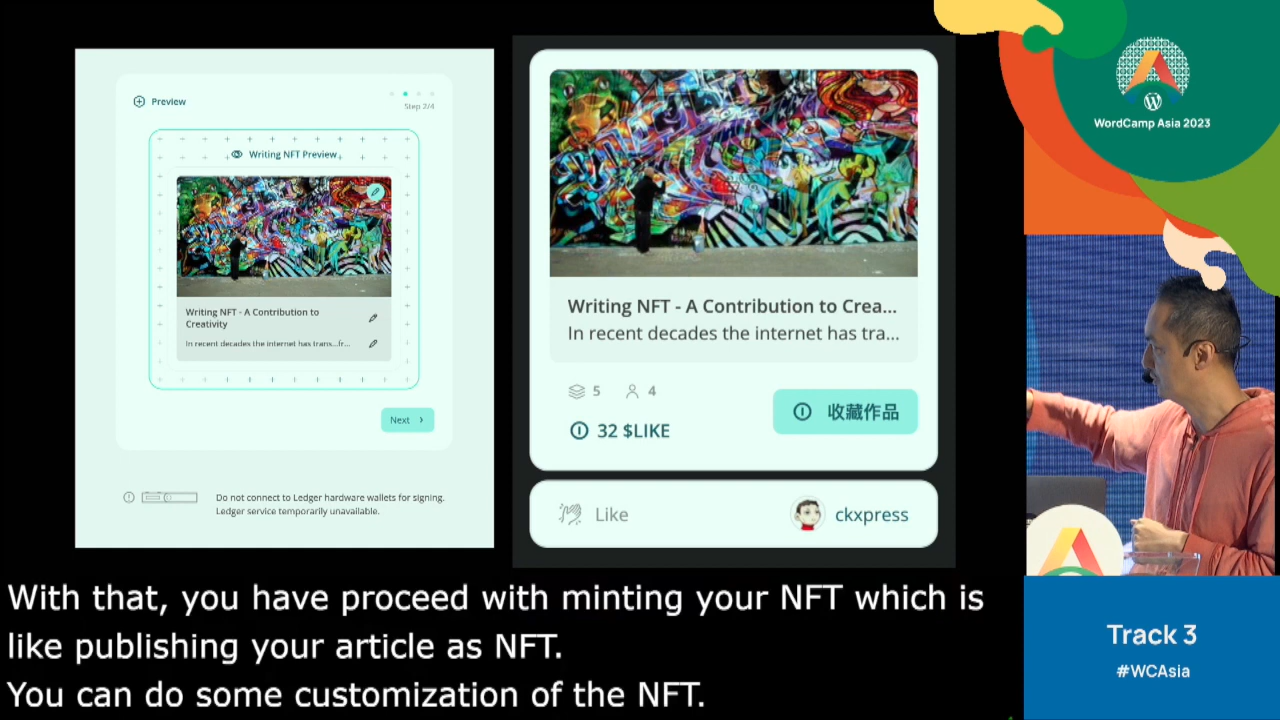 Preview
Step 2/4
Writing NFT Preview
Writing NFT - A Contribution to
Creativity
In recent decades the internet has trans...fr...
Next
Do not connect to Ledger hardware wallets for signing.
Ledger service temporarily unavailable.
Writing NFT - A Contribution to Crea...
In recent decades the internet has tra...
5 4
32 $LIKE
收藏作品
Like
ckxpress
WordCamp Asia 2023
With that, you have proceed with minting your NFT which is
like publishing your article as NFT.
You can do some customization of the NFT.
Track 3
#WCAsia